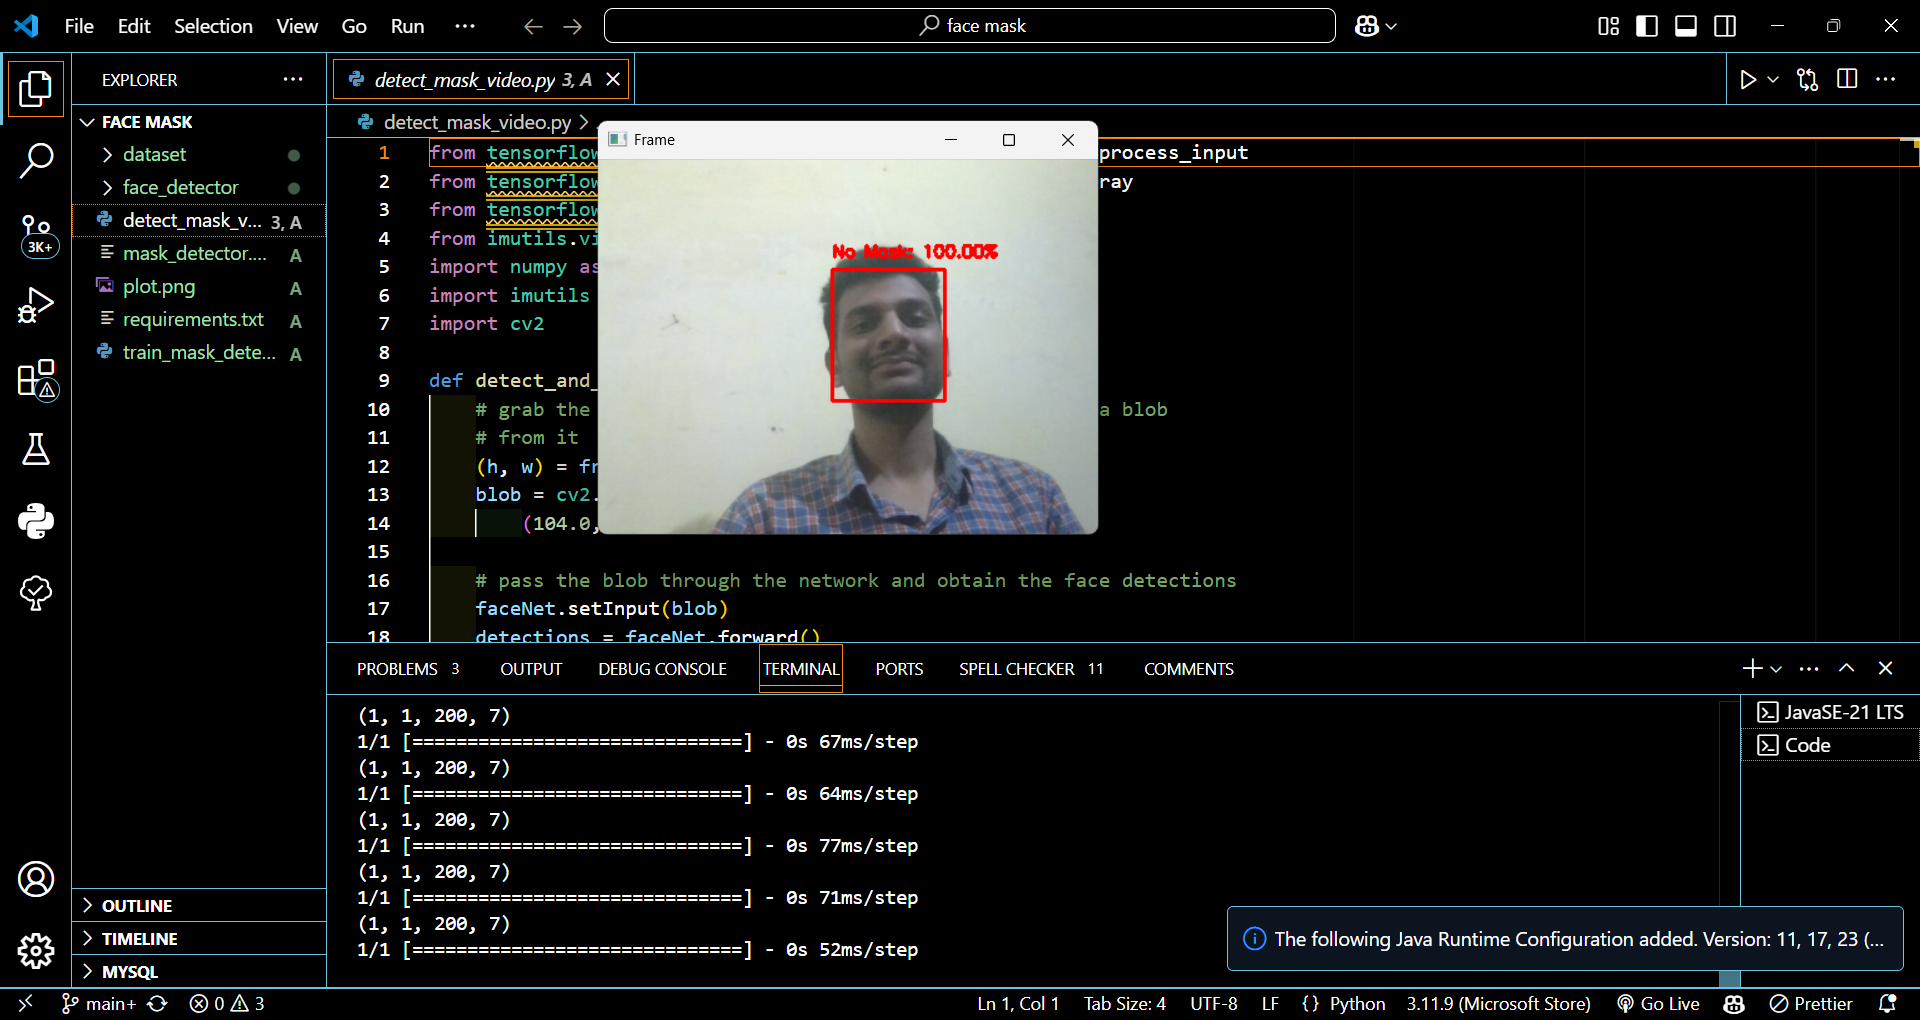 File Edit Selection View Go Run ...
face mask
EXPLORER
FACE MASK
dataset
face_detector
detect_mask_v... 3, A
mask_detector.... A
plot.png A
requirements.txt A
train_mask_dete... A
3K+
OUTLINE
TIMELINE
MYSQL
detect_mask_video.py 3, A
detect_mask_video.py >
Frame
No Mask: 100.00%
1 from tensorflow process_input
2 from tensorflow ray
3 from tensorflow
4 from imutils.vi
5 import numpy as
6 import imutils
7 import cv2
8
9 def detect_and_
10 # grab the a blob
11 # from it
12 (h, w) = fr
13 blob = cv2.
14 (104.0,
15
16 # pass the blob through the network and obtain the face detections
17 faceNet.setInput(blob)
18 detections = faceNet.forward()
PROBLEMS 3 OUTPUT DEBUG CONSOLE TERMINAL PORTS SPELL CHECKER 11 COMMENTS
(1, 1, 200, 7)
1/1 [==============================] - 0s 67ms/step
(1, 1, 200, 7)
1/1 [==============================] - 0s 64ms/step
(1, 1, 200, 7)
1/1 [==============================] - 0s 77ms/step
(1, 1, 200, 7)
1/1 [==============================] - 0s 71ms/step
(1, 1, 200, 7)
1/1 [==============================] - 0s 52ms/step
JavaSE-21 LTS
Code
The following Java Runtime Configuration added. Version: 11, 17, 23 (...
main+ 0 3 Ln 1, Col 1 Tab Size: 4 UTF-8 LF {} Python 3.11.9 (Microsoft Store) Go Live Prettier